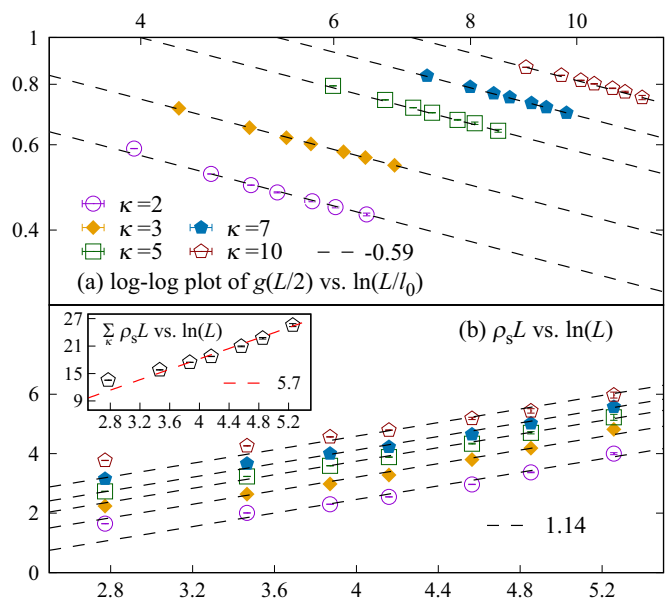 4 6 8 10
1
0.8
0.6
0.4
κ =2
κ =3 κ =7
κ =5 κ =10 -0.59
(a) log-log plot of g(L/2) vs. ln(L/l₀)
27
21
15
9
∑κ ρₛL vs. ln(L)
5.7
2.8 3.2 3.6 4 4.4 4.8 5.2
(b) ρₛL vs. ln(L)
6
4
2
0
1.14
2.8 3.2 3.6 4 4.4 4.8 5.2